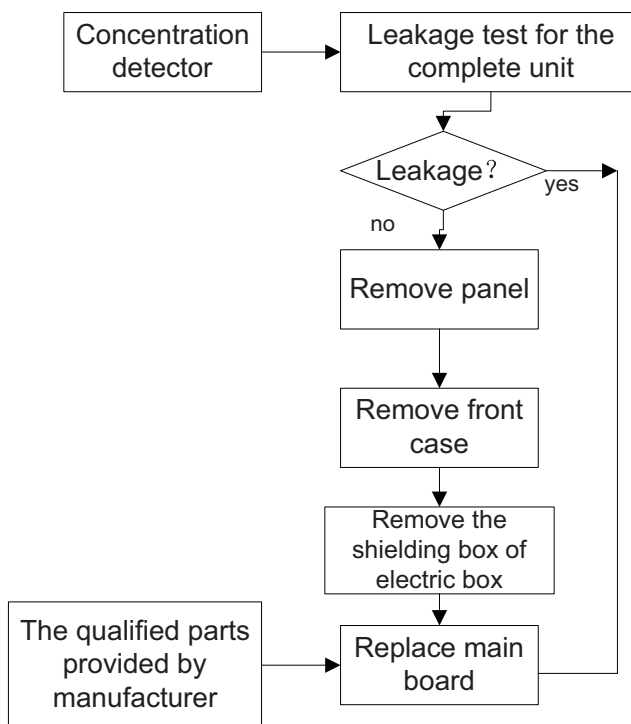 Concentration
detector
Leakage test for the
complete unit
Leakage？
yes
no
Remove panel
Remove front
case
Remove the
shielding box of
electric box
The qualified parts
provided by
manufacturer
Replace main
board